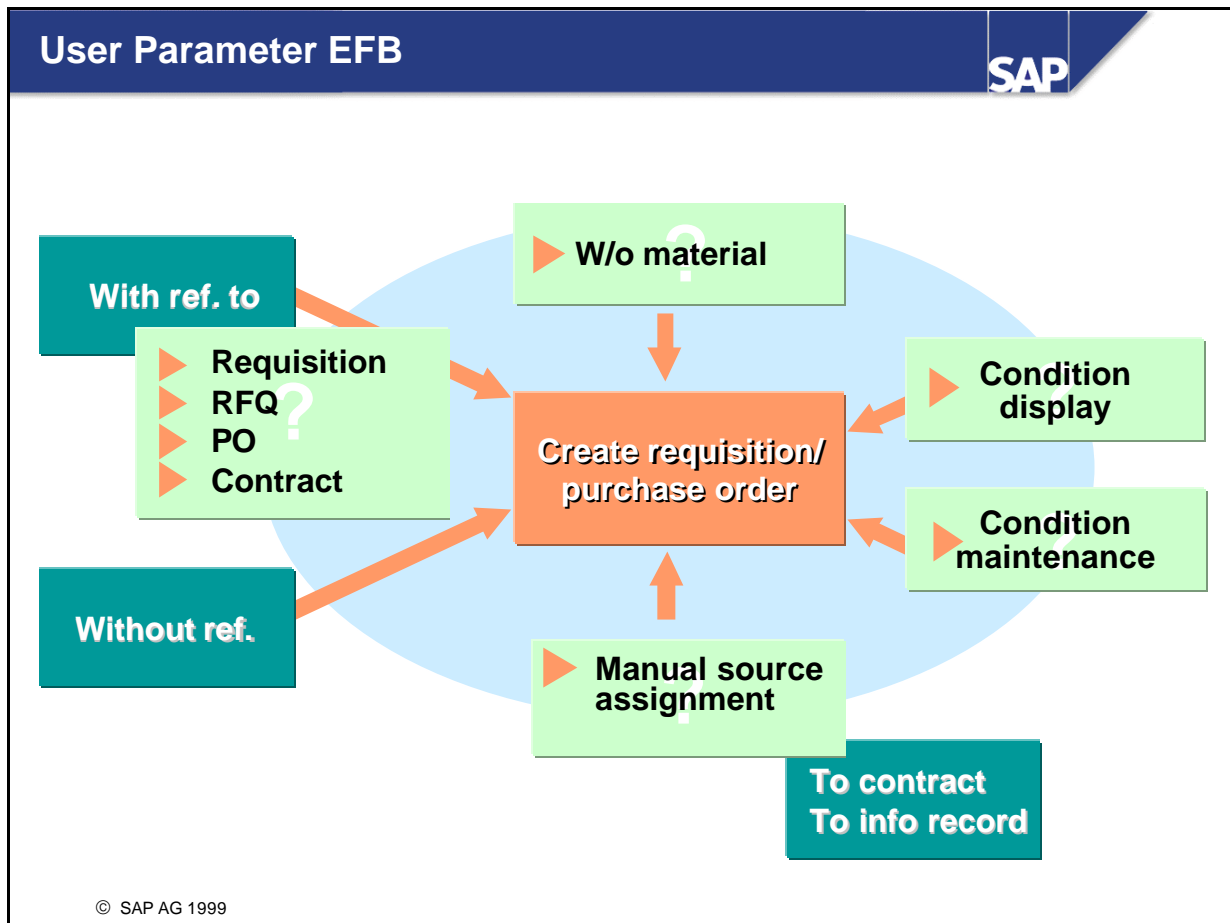 User Parameter EFB
SAP
With ref. to
Requisition
RFQ
PO
Contract
Without ref.
?
W/o material
?
Create requisition/
purchase order
Condition
display
?
Condition
maintenance
?
Manual source
assignment
?
To contract
To info record
© SAP AG 1999